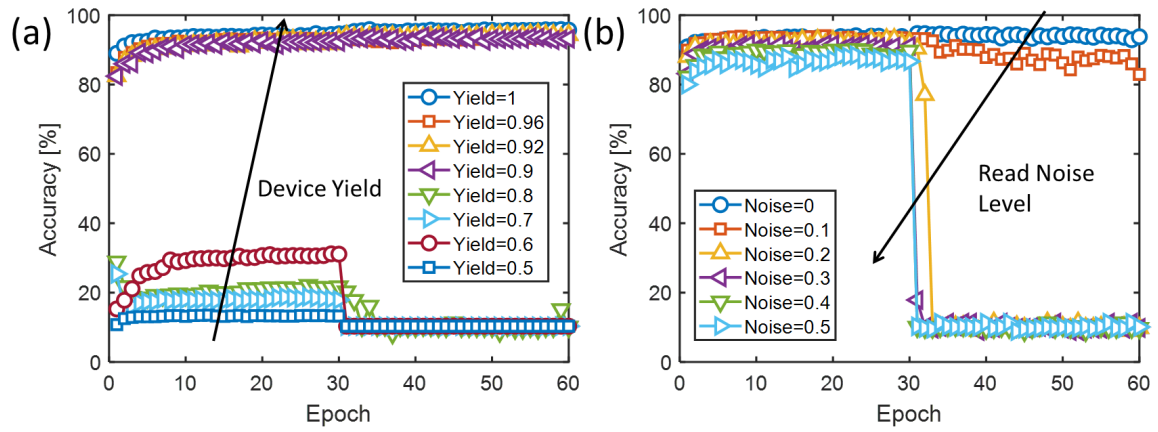 (a)
100
80
60
40
20
0
Accuracy [%]
0 10 20 30 40 50 60
Epoch
Device Yield
Yield=1
Yield=0.96
Yield=0.92
Yield=0.9
Yield=0.8
Yield=0.7
Yield=0.6
Yield=0.5
(b)
100
80
60
40
20
0
Accuracy [%]
0 10 20 30 40 50 60
Epoch
Read Noise
Level
Noise=0
Noise=0.1
Noise=0.2
Noise=0.3
Noise=0.4
Noise=0.5